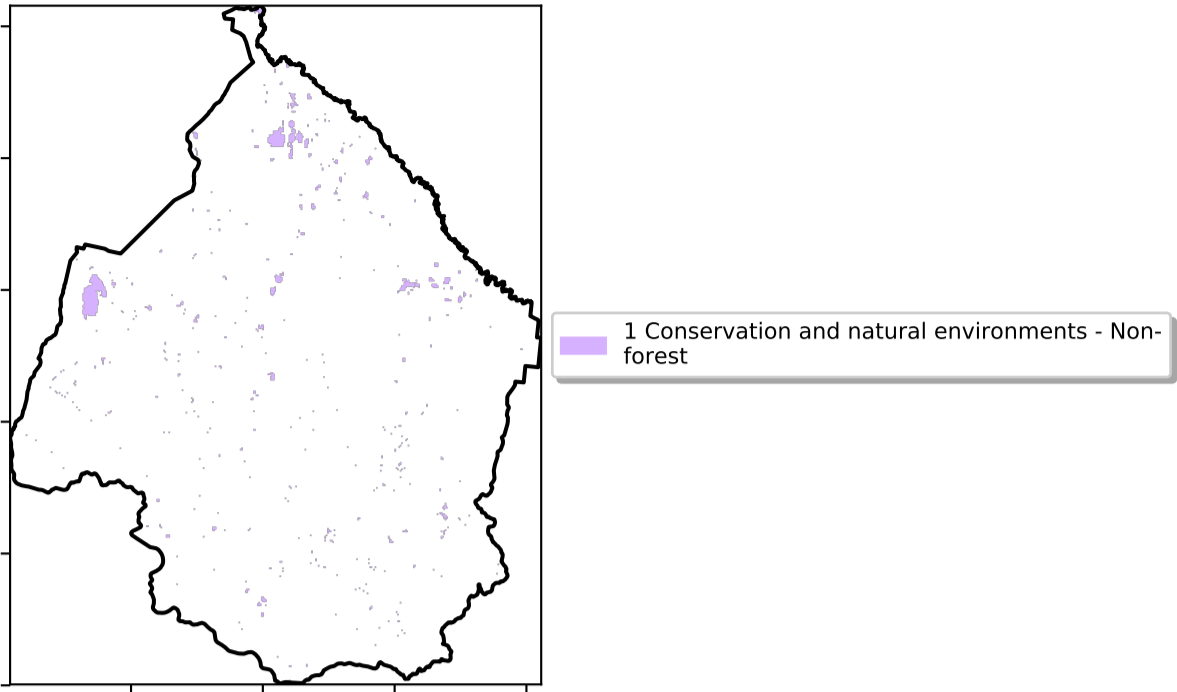 1 Conservation and natural environments - Non-
forest